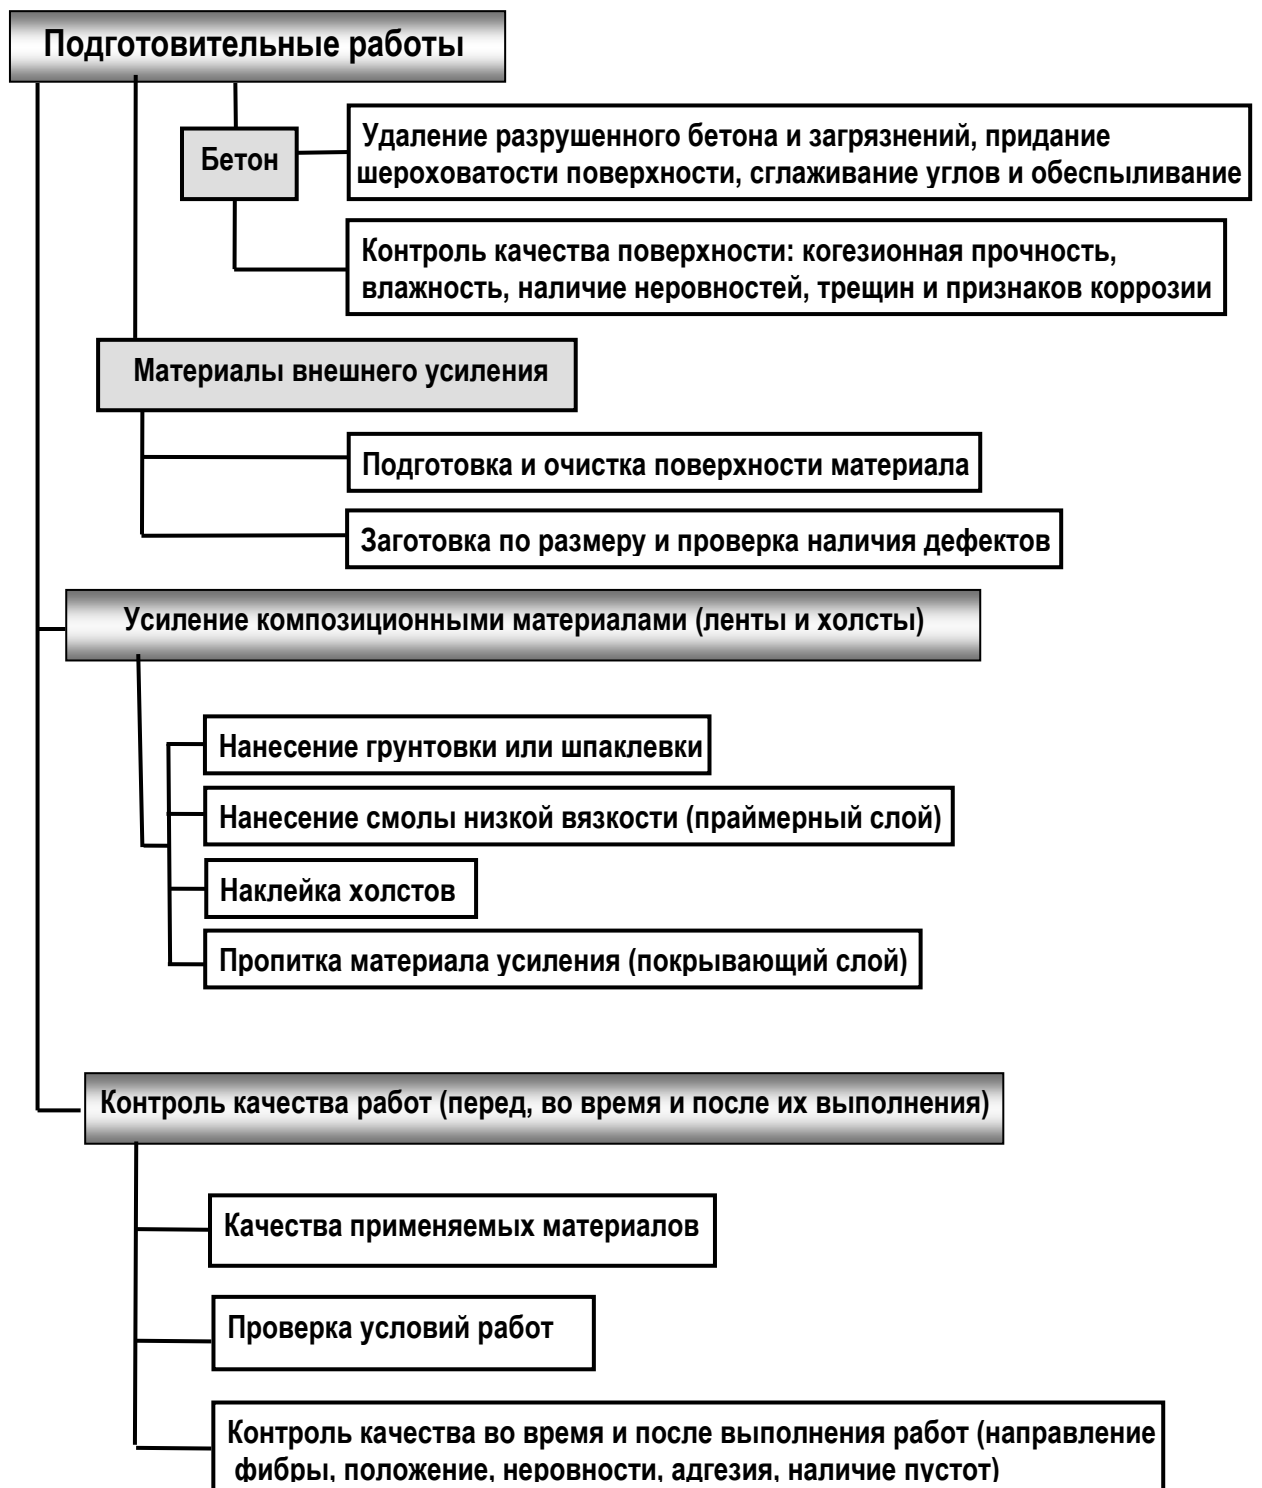 Подготовительные работы
Бетон
Удаление разрушенного бетона и загрязнений, придание
шероховатости поверхности, сглаживание углов и обеспыливание
Контроль качества поверхности: когезионная прочность,
влажность, наличие неровностей, трещин и признаков коррозии
Материалы внешнего усиления
Подготовка и очистка поверхности материала
Заготовка по размеру и проверка наличия дефектов
Усиление композиционными материалами (ленты и холсты)
Нанесение грунтовки или шпаклевки
Нанесение смолы низкой вязкости (праймерный слой)
Наклейка холстов
Пропитка материала усиления (покрывающий слой)
Контроль качества работ (перед, во время и после их выполнения)
Качества применяемых материалов
Проверка условий работ
Контроль качества во время и после выполнения работ (направление
фибры, положение, неровности, адгезия, наличие пустот)